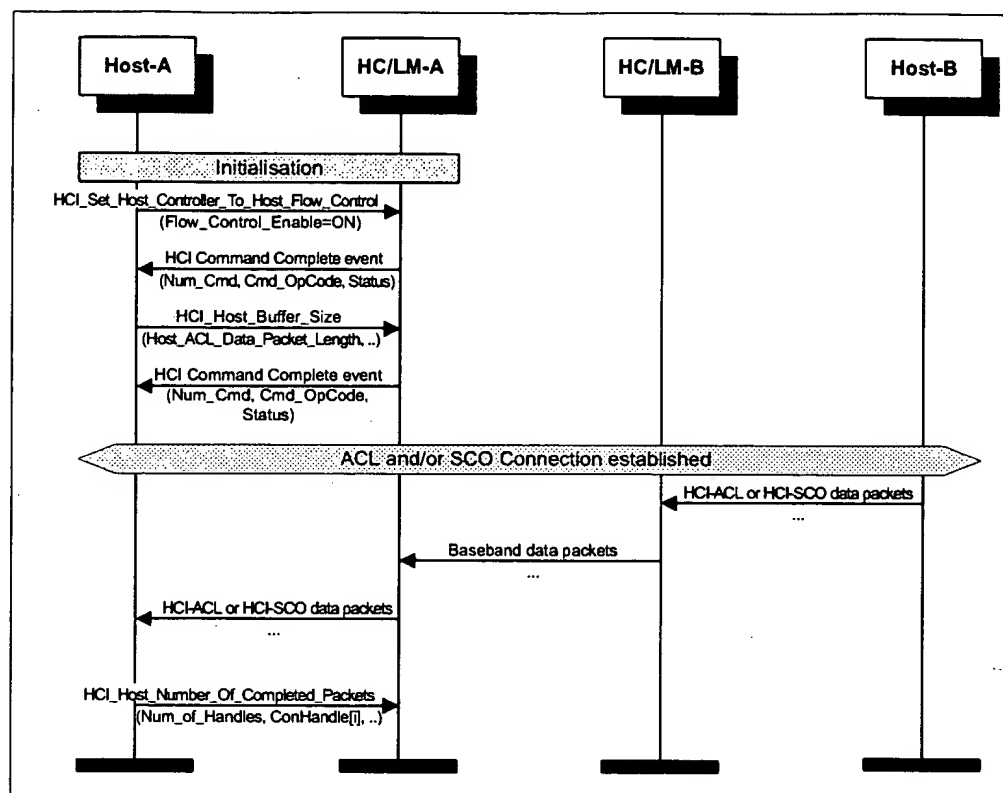 Host-A
HC/LM-A
HC/LM-B
Host-B
Initialisation
HCI_Set_Host_Controller_To_Host_Flow_Control
(Flow_Control_Enable=ON)
HCI Command Complete event
(Num_Cmd, Cmd_OpCode, Status)
HCI_Host_Buffer_Size
(Host_ACL_Data_Packet_Length, ..)
HCI Command Complete event
(Num_Cmd, Cmd_OpCode,
Status)
ACL and/or SCO Connection established
HCI-ACL or HCI-SCO data packets
...
Baseband data packets
...
HCI-ACL or HCI-SCO data packets
...
HCI_Host_Number_Of_Completed_Packets
(Num_of_Handles, ConHandle[i], ..)